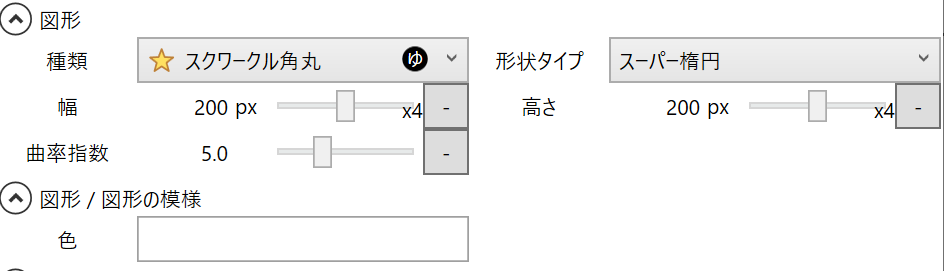 図形
種類 スクワークル角丸 ゆ 形状タイプ スーパー楕円
幅 200 px x4 - 高さ 200 px x4 -
曲率指数 5.0 -
図形 / 図形の模様
色